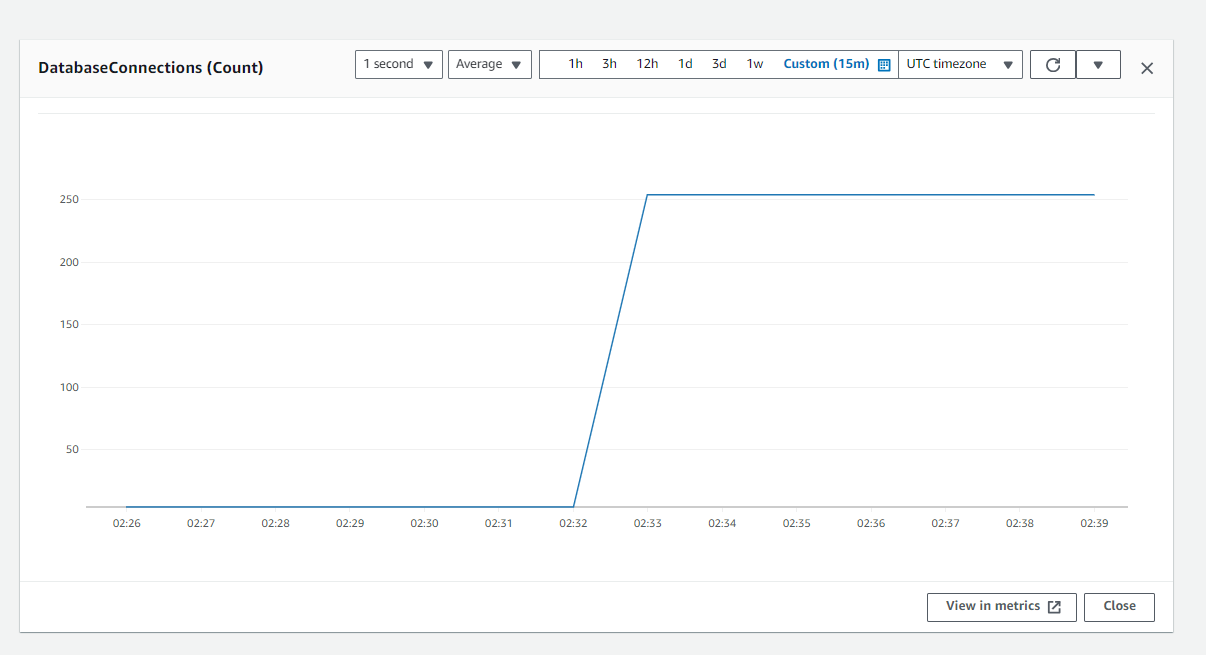 DatabaseConnections (Count)
1 second
Average
1h 3h 12h 1d 3d 1w Custom (15m)
UTC timezone
250
200
150
100
50
02:26 02:27 02:28 02:29 02:30 02:31 02:32 02:33 02:34 02:35 02:36 02:37 02:38 02:39
View in metrics
Close